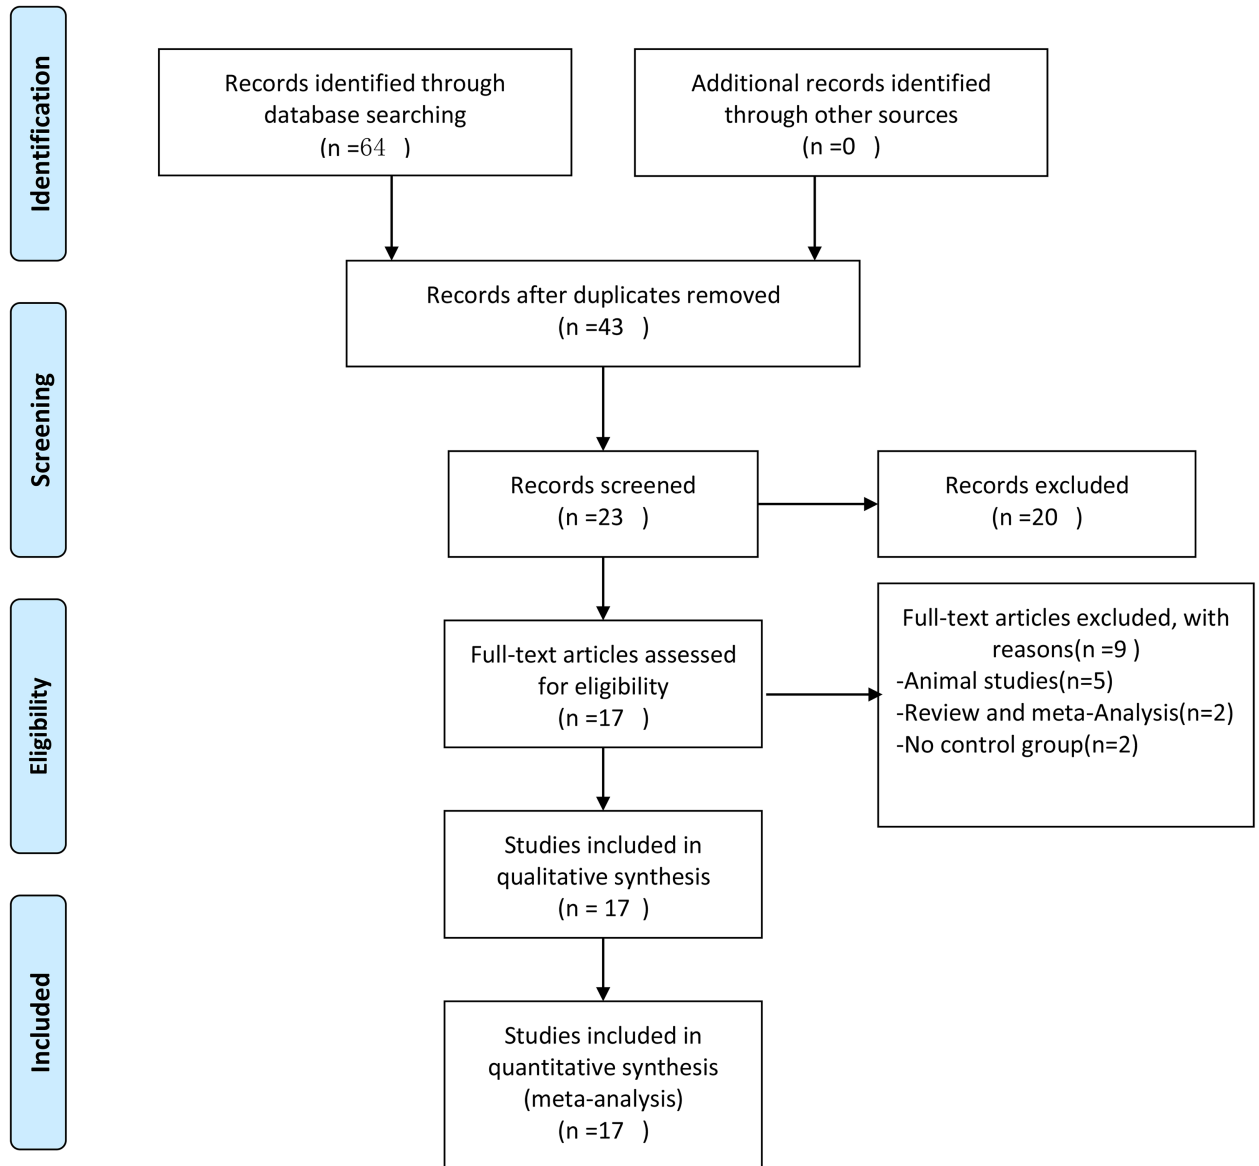 Identification
Records identified through
database searching
(n =64   )
Additional records identified
through other sources
(n =0   )
Records after duplicates removed
(n =43   )
Screening
Records screened
(n =23   )
Records excluded
(n =20   )
Eligibility
Full-text articles assessed
for eligibility
(n =17   )
Full-text articles excluded, with
reasons(n =9 )
-Animal studies(n=5)
-Review and meta-Analysis(n=2)
-No control group(n=2)
Studies included in
qualitative synthesis
(n = 17  )
Included
Studies included in
quantitative synthesis
(meta-analysis)
(n =17   )